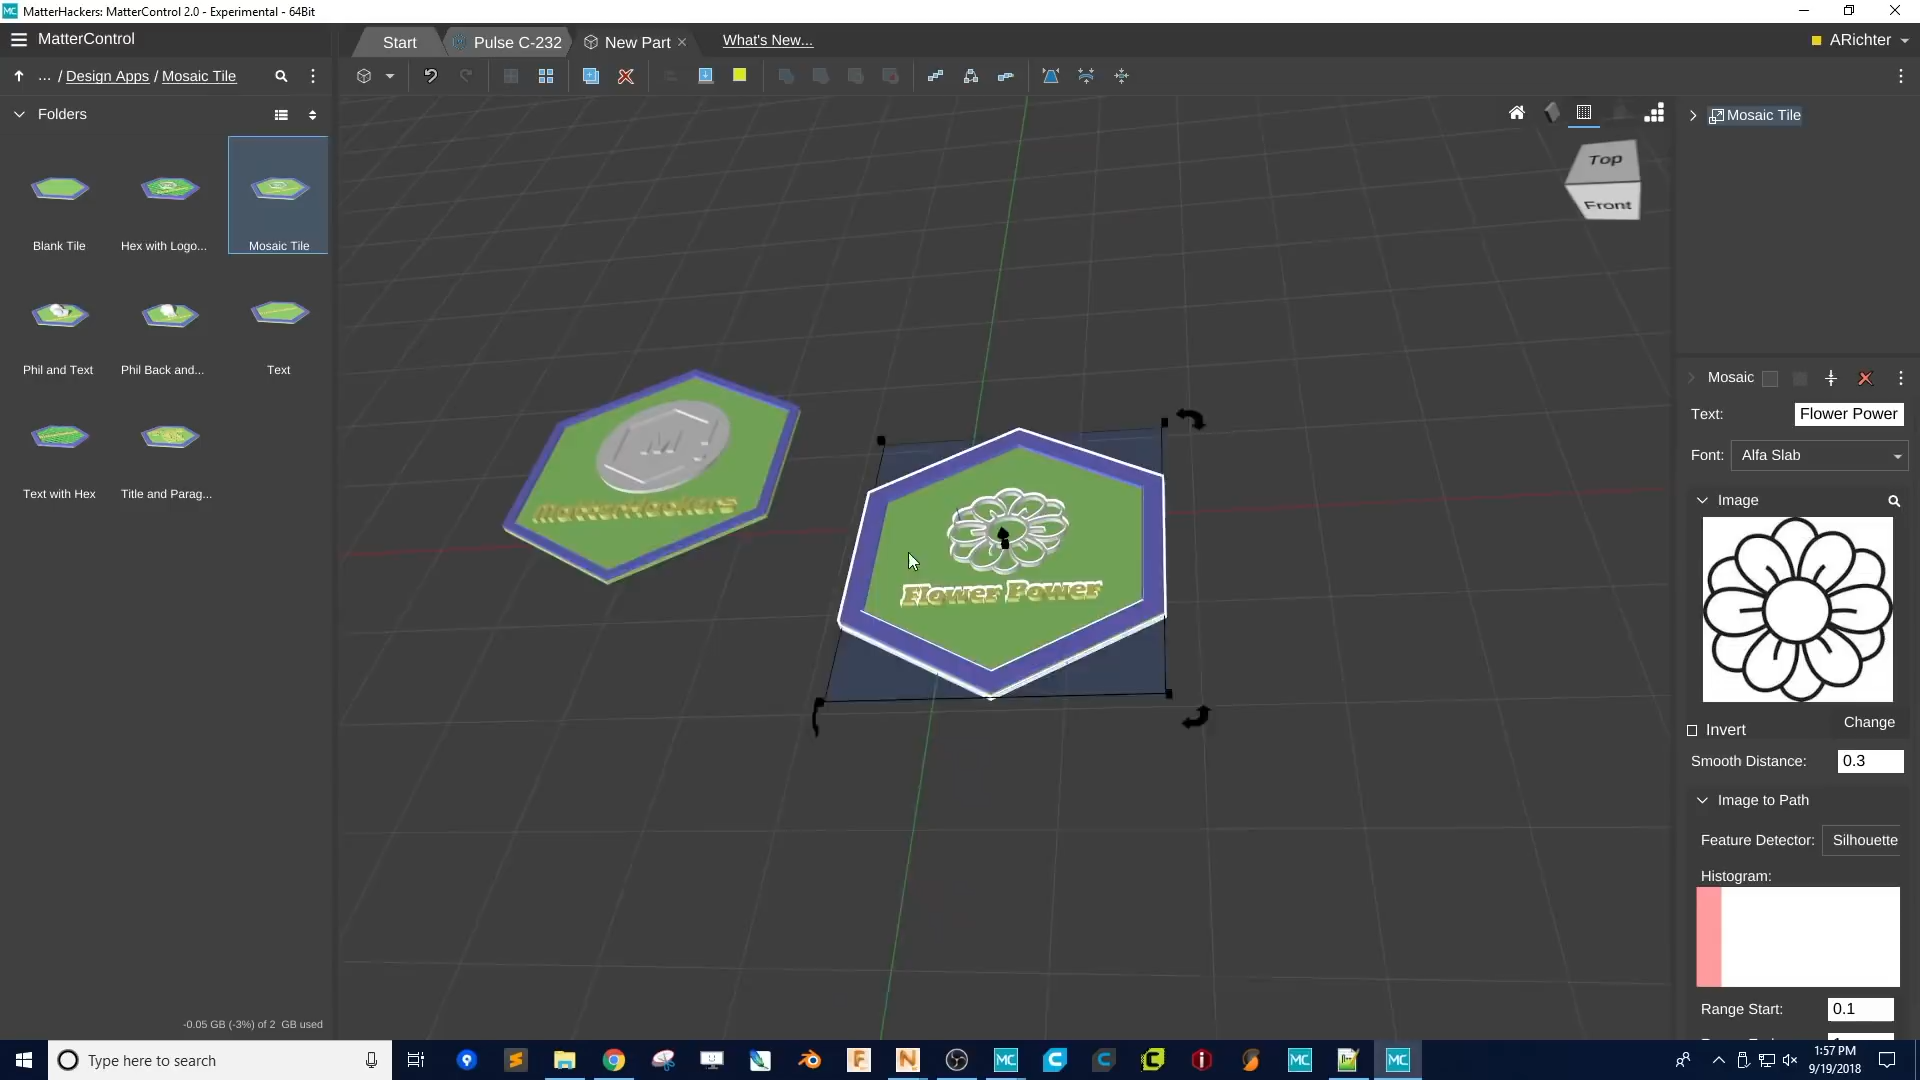 MatterHackers: MatterControl 2.0 - Experimental - 64Bit
MatterControl
Start
Pulse C-232
New Part
What's New...
ARichter
... / Design Apps / Mosaic Tile
Folders
Blank Tile
Hex with Logo...
Mosaic Tile
Phil and Text
Phil Back and...
Text
Text with Hex
Title and Parag...
-0.05 GB (-3%) of 2 GB used
MatterHackers
Flower Power
Top
Front
Mosaic Tile
Mosaic
Text:
Flower Power
Font:
Alfa Slab
Image
Invert
Change
Smooth Distance:
0.3
Image to Path
Feature Detector:
Silhouette
Histogram:
Range Start:
0.1
Type here to search
1:57 PM
9/19/2018